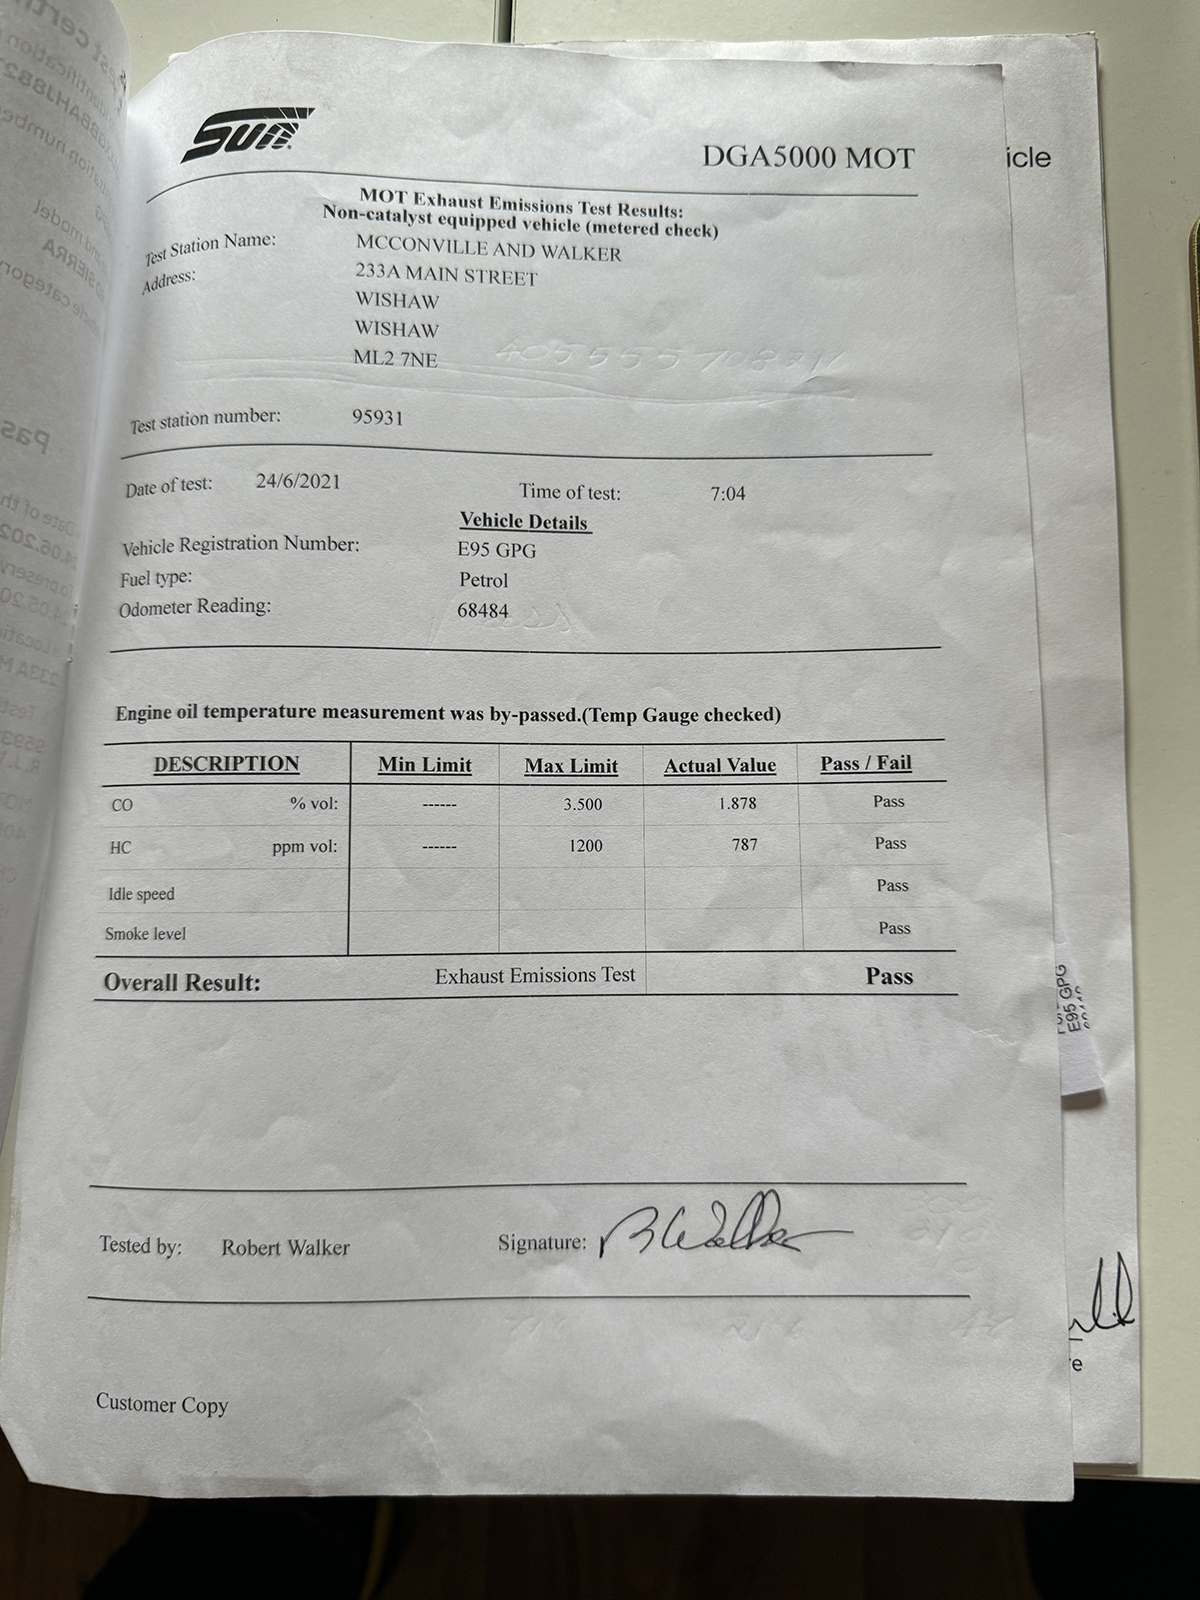 Sun
DGA5000 MOT
icle
MOT Exhaust Emissions Test Results:
Non-catalyst equipped vehicle (metered check)
Test Station Name: MCCONVILLE AND WALKER
Address: 233A MAIN STREET
WISHAW
WISHAW
ML2 7NE
Test station number: 95931
Date of test: 24/6/2021 Time of test: 7:04
Vehicle Details
Vehicle Registration Number: E95 GPG
Fuel type: Petrol
Odometer Reading: 68484
Engine oil temperature measurement was by-passed.(Temp Gauge checked)
DESCRIPTION Min Limit Max Limit Actual Value Pass / Fail
CO % vol: ------ 3.500 1.878 Pass
HC ppm vol: ------ 1200 787 Pass
Idle speed Pass
Smoke level Pass
Overall Result: Exhaust Emissions Test Pass
E95 GPG
Tested by: Robert Walker Signature: R Walker
e
Customer Copy